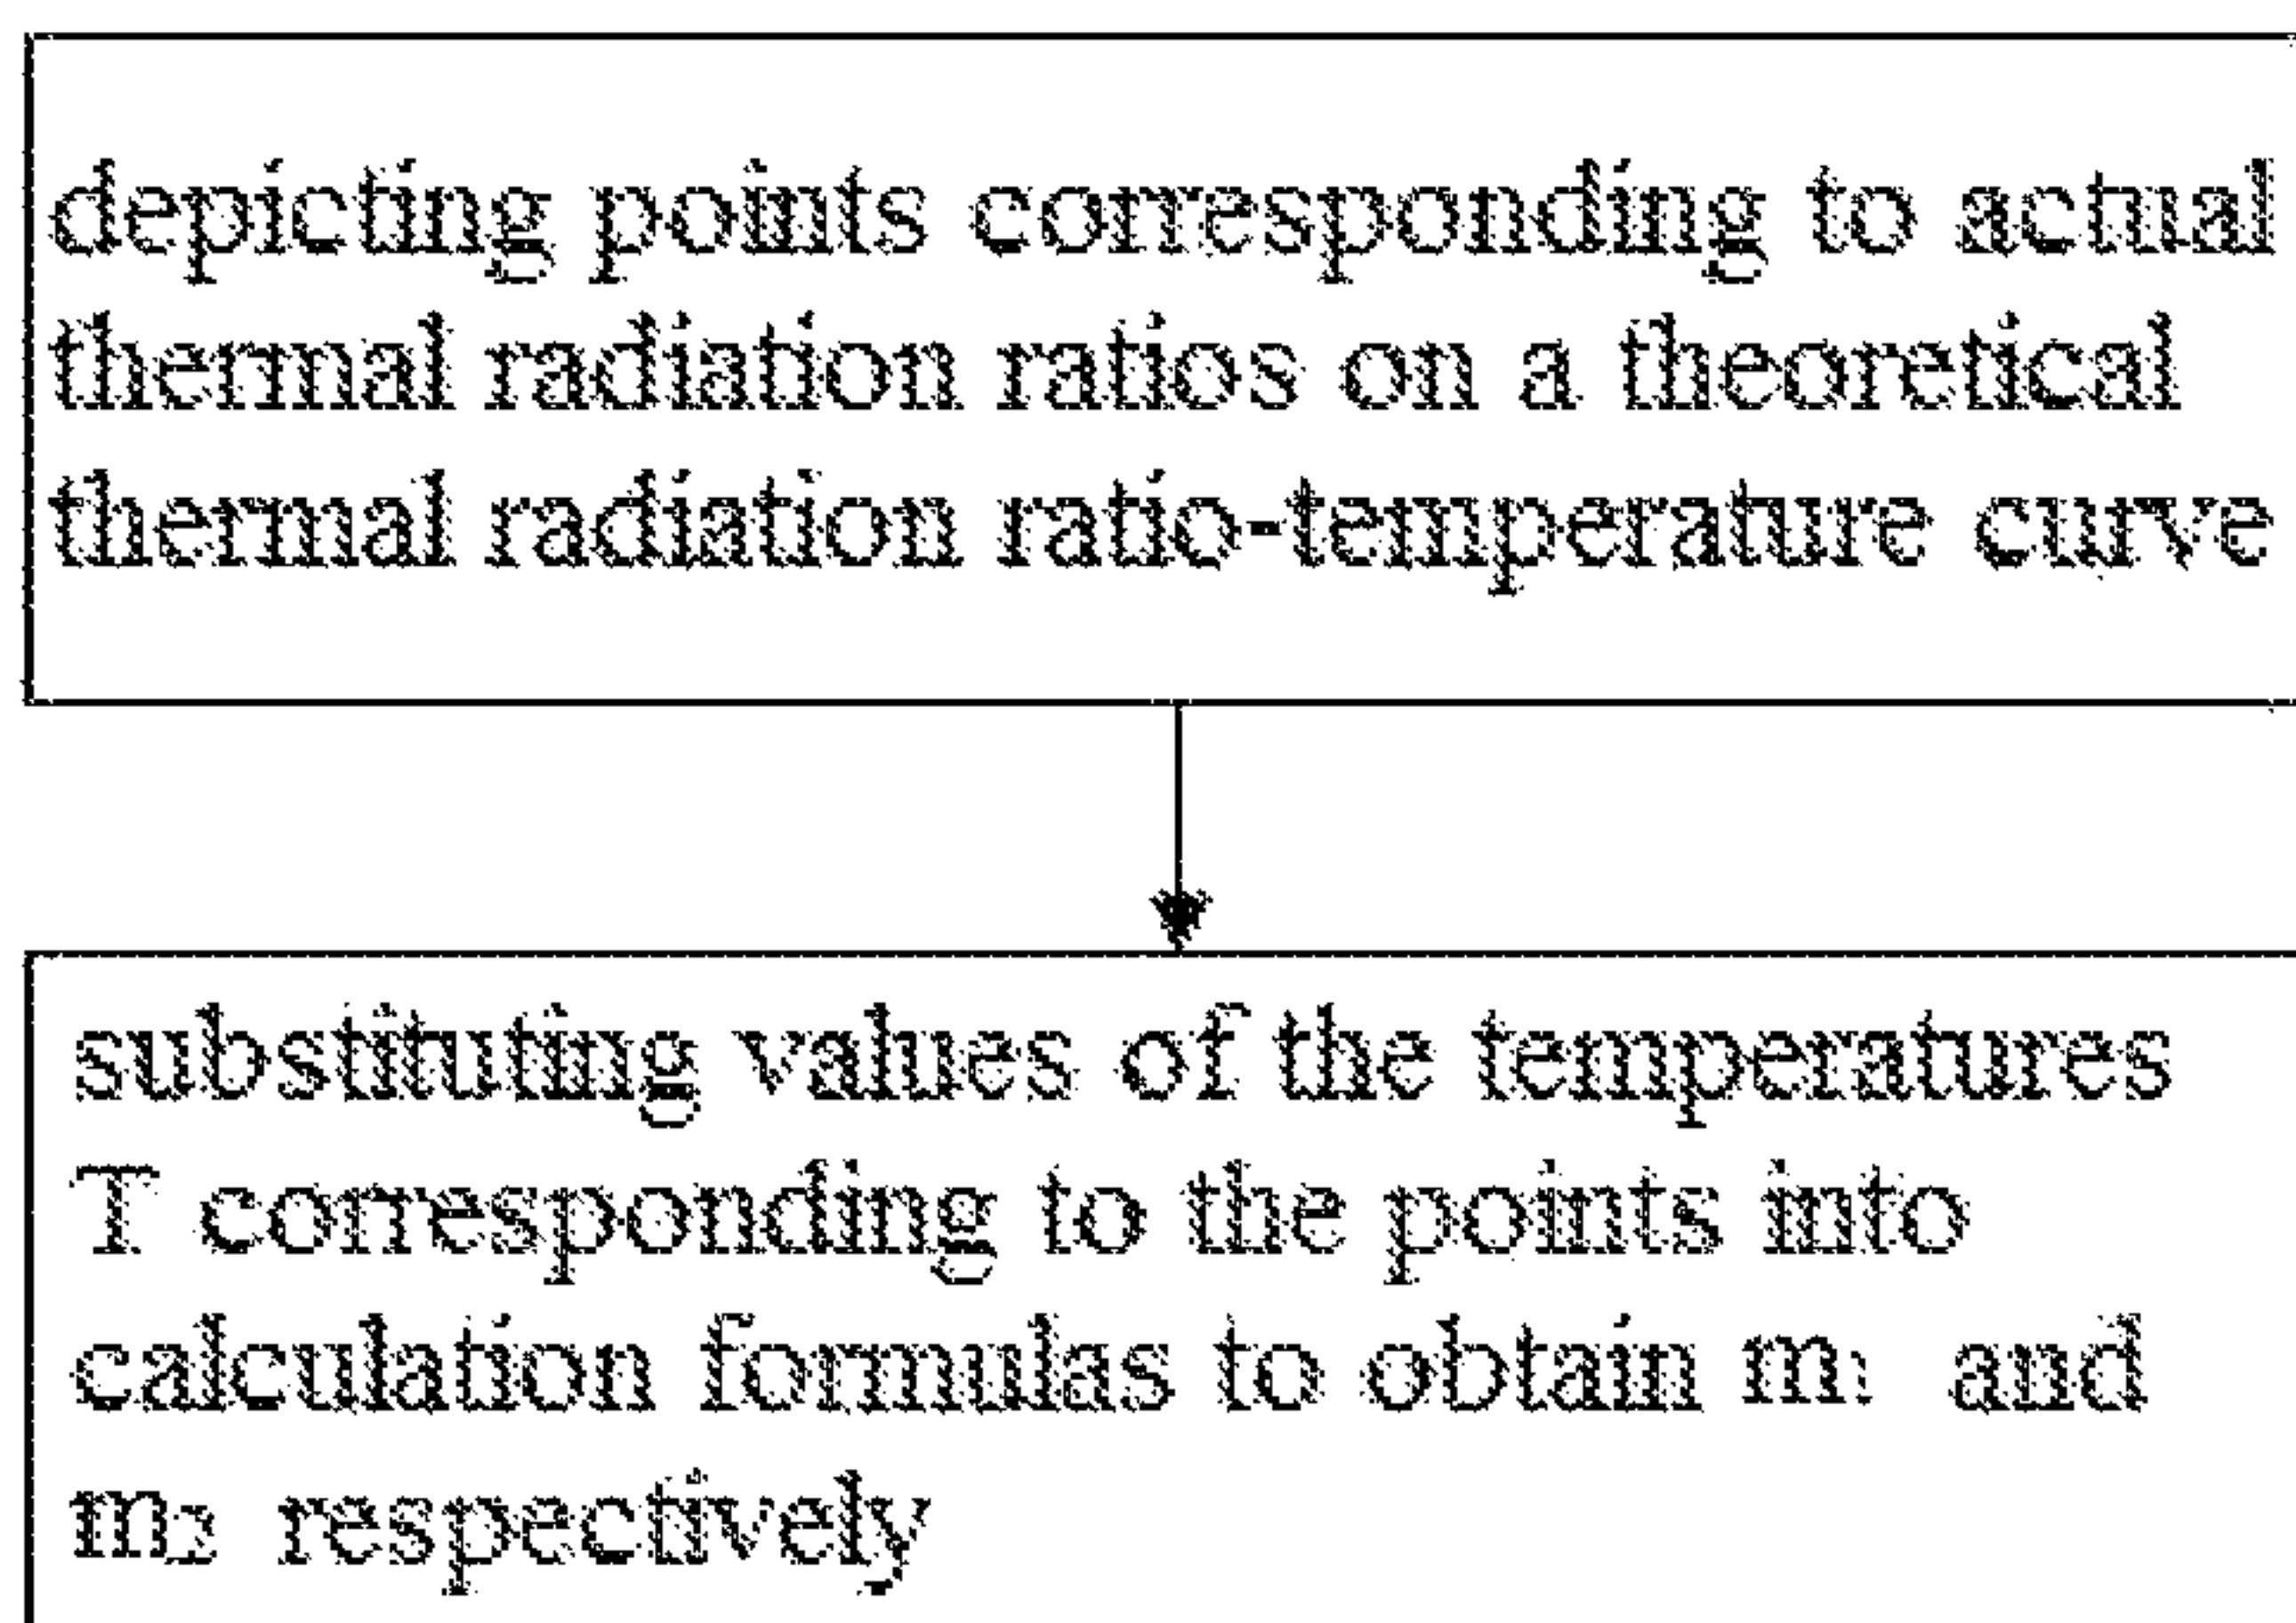 depicting points corresponding to actual
thermal radiation ratios on a theoretical
thermal radiation ratio-temperature curve
substituting values of the temperatures
T corresponding to the points into
calculation formulas to obtain m₁ and
m₂ respectively